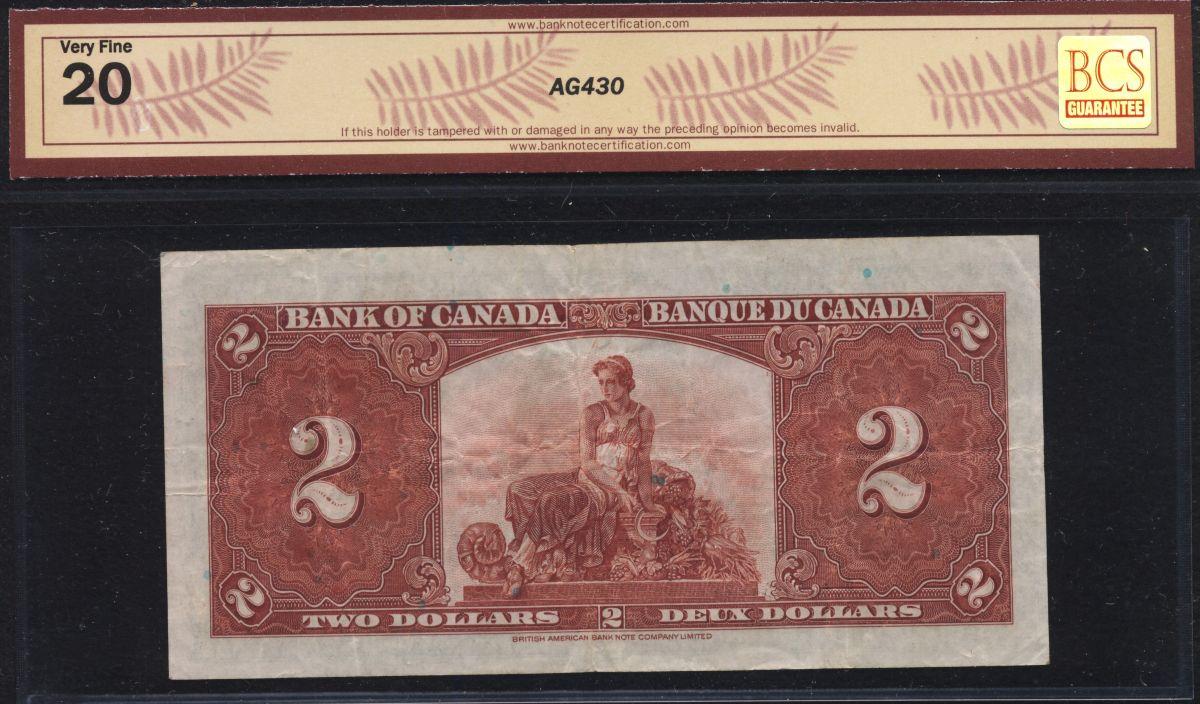 www.banknotecertification.com
Very Fine
20
AG430
BCS
GUARANTEE
If this holder is tampered with or damaged in any way the preceding opinion becomes invalid.
www.banknotecertification.com
2 BANK OF CANADA BANQUE DU CANADA 2
2 2
2 TWO DOLLARS 2 DEUX DOLLARS 2
BRITISH AMERICAN BANK NOTE COMPANY LIMITED